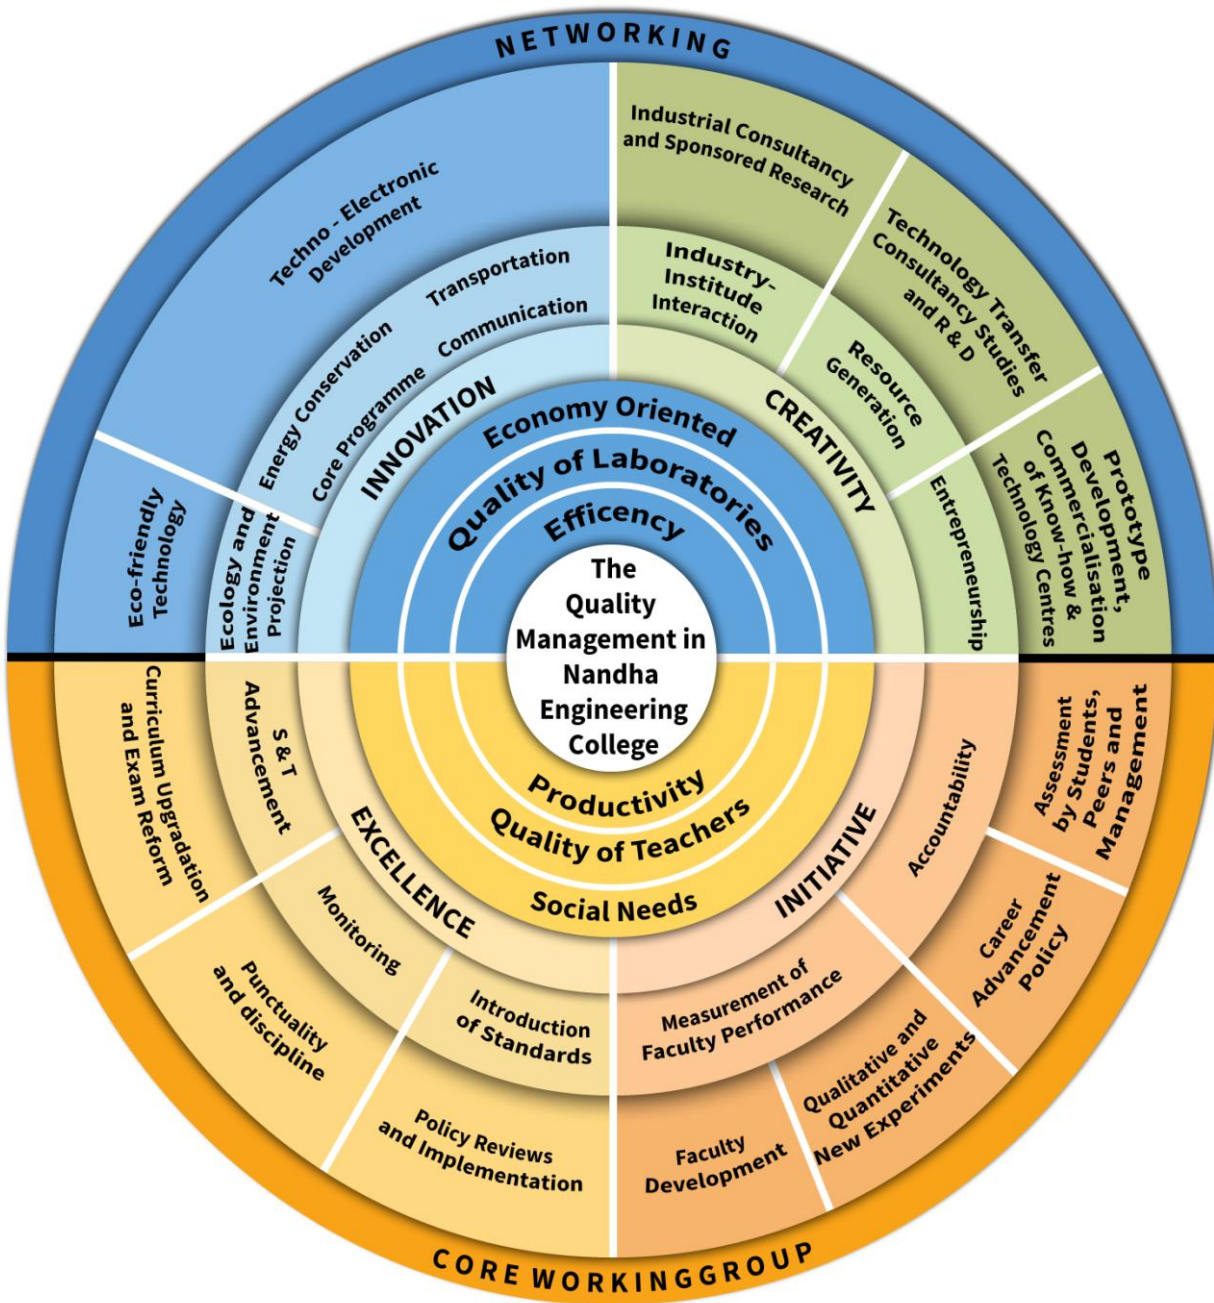 NETWORKING
Techno - Electronic
Development
Industrial Consultancy
and Sponsored Research
Technology Transfer
Consultancy Studies
and R & D
Prototype
Development,
Commercialisation
of Know-how &
Technology Centres
Eco-friendly
Technology
Transportation
Communication
Energy Conservation
Core Programme
Ecology and
Environment
Projection
Industry-
Institude
Interaction
Resource
Generation
Entrepreneurship
INNOVATION
CREATIVITY
Economy Oriented
Quality of Laboratories
Efficency
The
Quality
Management in
Nandha
Engineering
College
Productivity
Quality of Teachers
Social Needs
EXCELLENCE
INITIATIVE
S & T
Advancement
Monitoring
Introduction
of Standards
Measurement of
Faculty Performance
Accountability
Curriculum Upgradation
and Exam Reform
Punctuality
and discipline
Policy Reviews
and Implementation
Faculty
Development
Qualitative and
Quantitative
New Experiments
Career
Advancement
Policy
Assessment
by Students,
Peers and
Management
CORE WORKINGGROUP